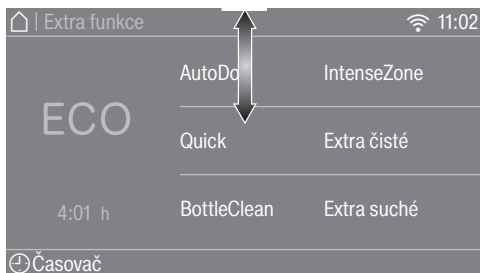 | Extra funkce 11:02
AutoDo IntenseZone
ECO
Quick Extra čisté
4:01 h BottleClean Extra suché
Časovač